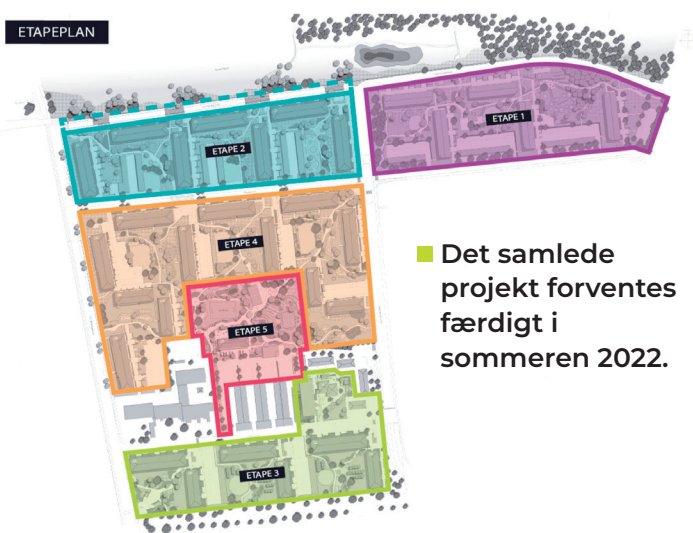 ETAPEPLAN
ETAPE 1
ETAPE 2
ETAPE 4
Det samlede
projekt forventes
færdigt i
sommeren 2022.
ETAPE 5
ETAPE 3